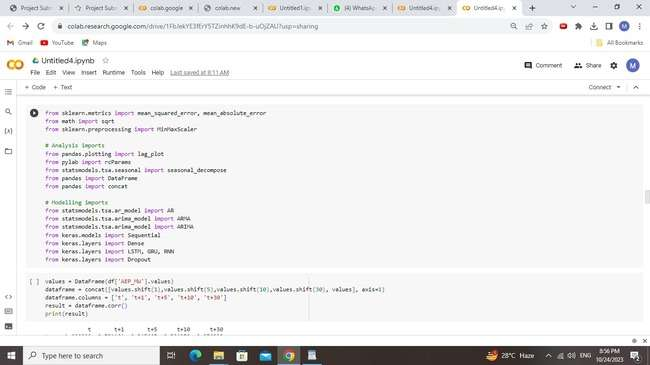 Project Sub
Project Sub
colab.google
colab.new
Untitled1.ip
(4) WhatsA
Untitled4.ip
Untitled4.ip
colab.research.google.com/drive/1FbJekYE3fErY5TZinhhK9dE-b-uOjZAU?usp=sharing
M
Gmail
YouTube
Maps
All Bookmarks
Untitled4.ipynb
File Edit View Insert Runtime Tools Help Last saved at 8:11 AM
Comment
Share
M
+ Code + Text
Connect
from sklearn.metrics import mean_squared_error, mean_absolute_error
from math import sqrt
from sklearn.preprocessing import MinMaxScaler
# Analysis imports
from pandas.plotting import lag_plot
from pylab import rcParams
from statsmodels.tsa.seasonal import seasonal_decompose
from pandas import DataFrame
from pandas import concat
# Modelling imports
from statsmodels.tsa.ar_model import AR
from statsmodels.tsa.arima_model import ARMA
from statsmodels.tsa.arima_model import ARIMA
from keras.models import Sequential
from keras.layers import Dense
from keras.layers import LSTM, GRU, RNN
from keras.layers import Dropout
[ ] values = DataFrame(df['AEP_MW'].values)
dataframe = concat([values.shift(1),values.shift(5),values.shift(10),values.shift(30), values], axis=1)
dataframe.columns = ['t', 't+1', 't+5', 't+10', 't+30']
result = dataframe.corr()
print(result)
t t+1 t+5 t+10 t+30
Type here to search
28°C Haze
ENG
8:56 PM
10/24/2023